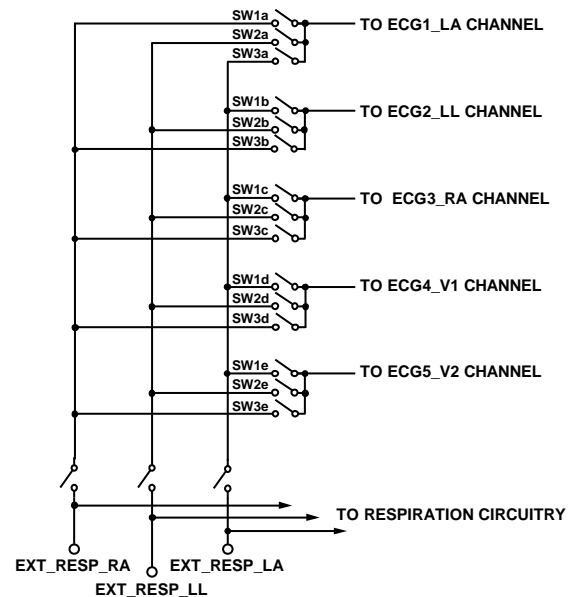 SW1a
TO ECG1_LA CHANNEL
SW2a
SW3a
SW1b
TO ECG2_LL CHANNEL
SW2b
SW3b
SW1c
TO ECG3_RA CHANNEL
SW2c
SW3c
SW1d
TO ECG4_V1 CHANNEL
SW2d
SW3d
SW1e
TO ECG5_V2 CHANNEL
SW2e
SW3e
TO RESPIRATION CIRCUITRY
EXT_RESP_RA
EXT_RESP_LA
EXT_RESP_LL